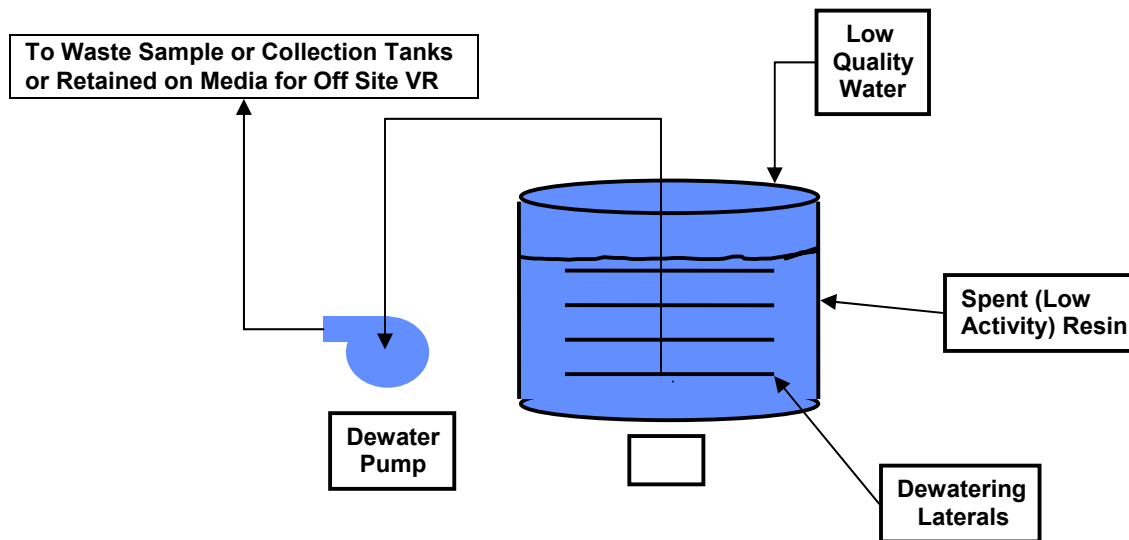 To Waste Sample or Collection Tanks
or Retained on Media for Off Site VR
Low
Quality
Water
Spent (Low
Activity) Resin
Dewater
Pump
Dewatering
Laterals